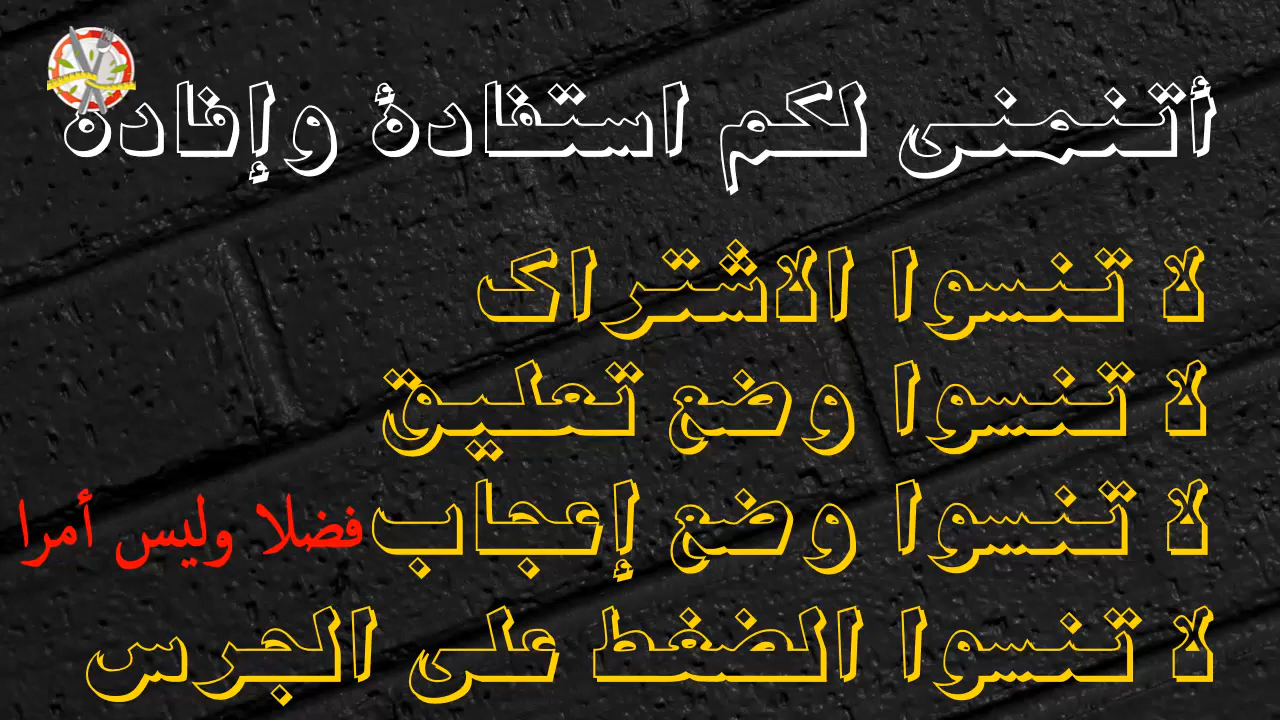 أتنمنى لكم استفادة وإفادة
لا تنسوا الاشتراك
لا تنسوا وضع تعليق
لا تنسوا وضع إعجاب فضلا وليس أمرا
لا تنسوا الضغط على الجرس